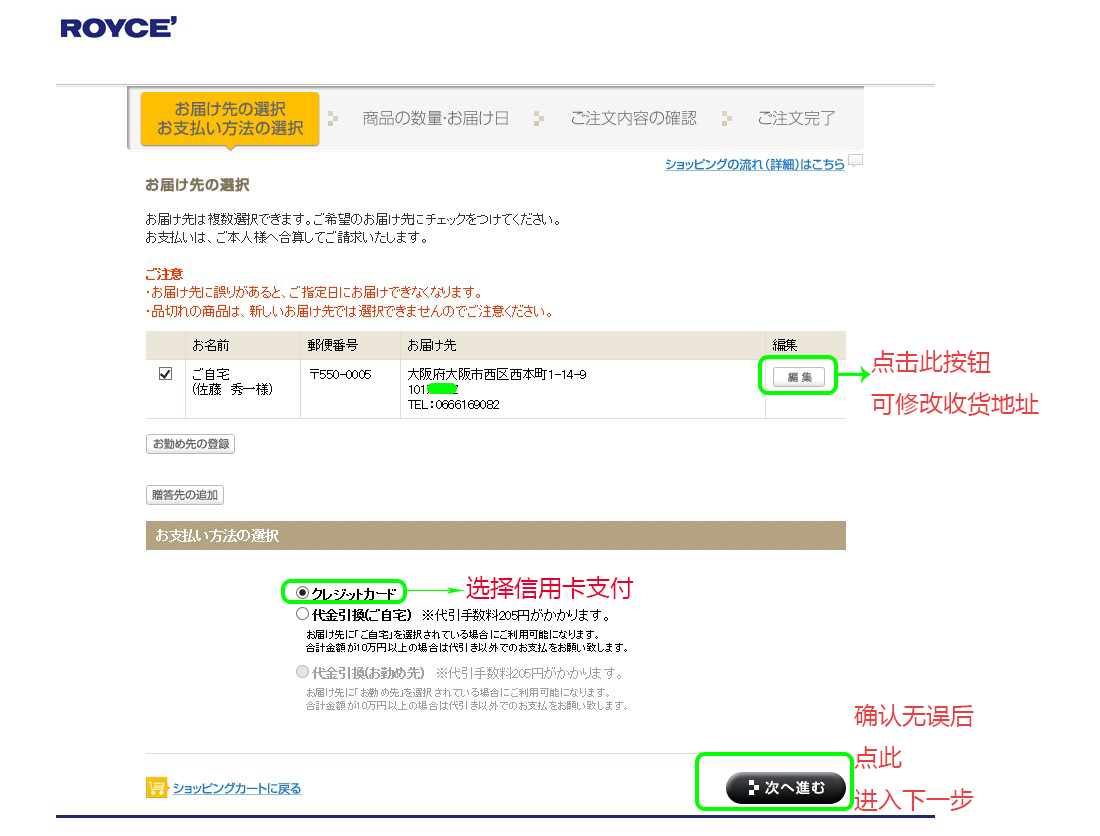 ROYCE'
お届け先の選択
お支払い方法の選択
商品の数量・お届け日
ご注文内容の確認
ご注文完了
ショッピングの流れ(詳細)はこちら
お届け先の選択
お届け先は複数選択できます。ご希望のお届け先にチェックをつけてください。
お支払いは、ご本人様へ合算してご請求いたします。
ご注意
・お届け先に誤りがあると、ご指定日にお届けできなくなります。
・品切れの商品は、新しいお届け先では選択できませんのでご注意ください。
お名前 郵便番号 お届け先 編集
ご自宅
(佐藤 秀一様)
〒550-0005
大阪府大阪市西区西本町1-14-9
101
TEL:0666169082
編集
点击此按钮
可修改收货地址
お勤め先の登録
贈答先の追加
お支払い方法の選択
クレジットカード
选择信用卡支付
代金引換(ご自宅) ※代引手数料205円がかかります。
お届け先に「ご自宅」を選択されている場合にご利用可能になります。
合計金額が10万円以上の場合は代引き以外でのお支払をお願い致します。
代金引換(お勤め先) ※代引手数料205円がかかります。
お届け先に「お勤め先」を選択されている場合にご利用可能になります。
合計金額が10万円以上の場合は代引き以外でのお支払をお願い致します。
确认无误后
点此
进入下一步
ショッピングカートに戻る
次へ進む